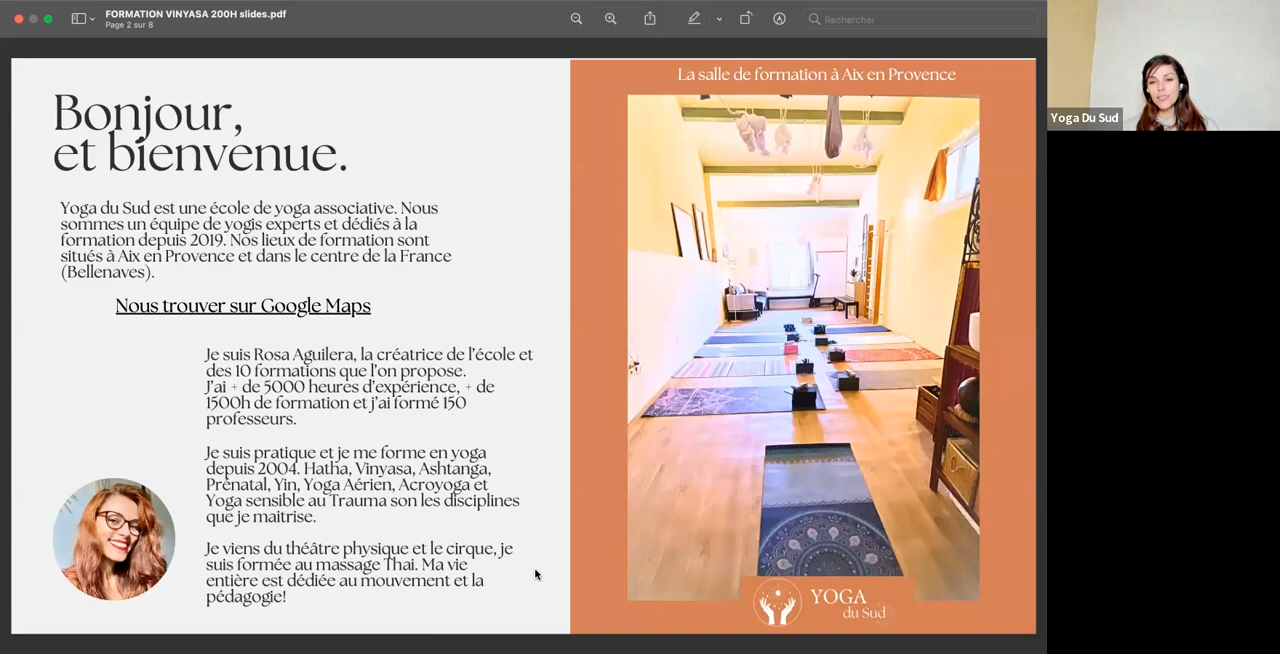 FORMATION VINYASA 200H slides.pdf
Page 2 sur 8
Rechercher
Bonjour,
et bienvenue.
Yoga du Sud est une école de yoga associative. Nous
sommes un équipe de yogis experts et dédiés à la
formation depuis 2019. Nos lieux de formation sont
situés à Aix en Provence et dans le centre de la France
(Bellenaves).
Nous trouver sur Google Maps
Je suis Rosa Aguilera, la créatrice de l'école et
des 10 formations que l'on propose.
J'ai + de 5000 heures d'expérience, + de
1500h de formation et j'ai formé 150
professeurs.
Je suis pratique et je me forme en yoga
depuis 2004. Hatha, Vinyasa, Ashtanga,
Prénatal, Yin, Yoga Aérien, Acroyoga et
Yoga sensible au Trauma son les disciplines
que je maitrise.
Je viens du théâtre physique et le cirque, je
suis formée au massage Thai. Ma vie
entière est dédiée au mouvement et la
pédagogie!
La salle de formation à Aix en Provence
YOGA
du Sud
Yoga Du Sud